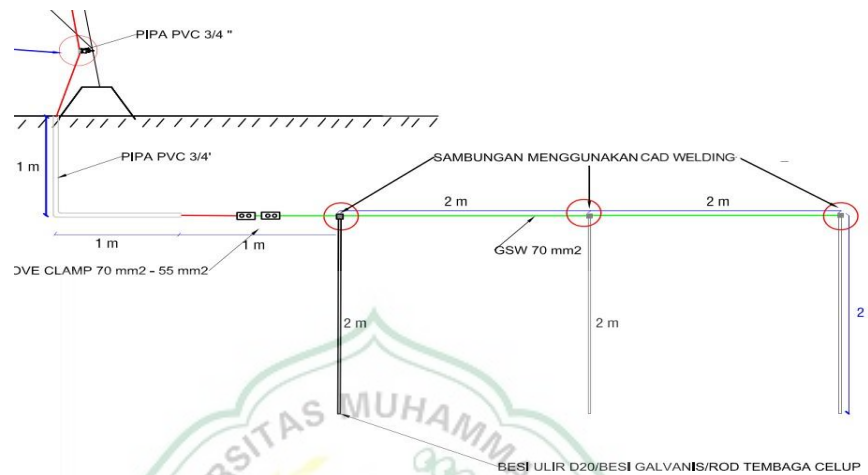 PIPA PVC 3/4 "
1 m
PIPA PVC 3/4'
SAMBUNGAN MENGGUNAKAN CAD WELDING
2 m
2 m
1 m
1 m
GSW 70 mm2
OVE CLAMP 70 mm2 - 55 mm2
2 m
2 m
2
SITAS MUHAMM
BESI ULIR D20/BESI GALVANIS/ROD TEMBAGA CELUP